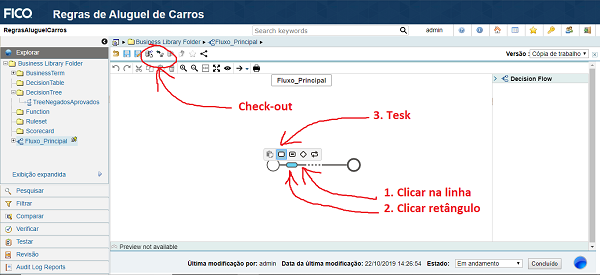 FICO Regras de Aluguel de Carros
RegrasAluguelCarros
Search keywords
admin
Explorar
Business Library Folder
BusinessTerm
DecisionTable
DecisionTree
TreeNegadosAprovados
Function
Ruleset
Scorecard
Fluxo_Principal
Exibição expandida
Pesquisar
Filtrar
Comparar
Verificar
Testar
Revisão
Audit Log Reports
Business Library Folder Fluxo_Principal
Versão : Cópia de trabalho
Fluxo_Principal
Decision Flow
Check-out
3. Tesk
1. Clicar na linha
2. Clicar retângulo
Preview not available
Última modificação por: admin Data da última modificação: 22/10/2019 14:26:54 Estado: Em andamento Concluído